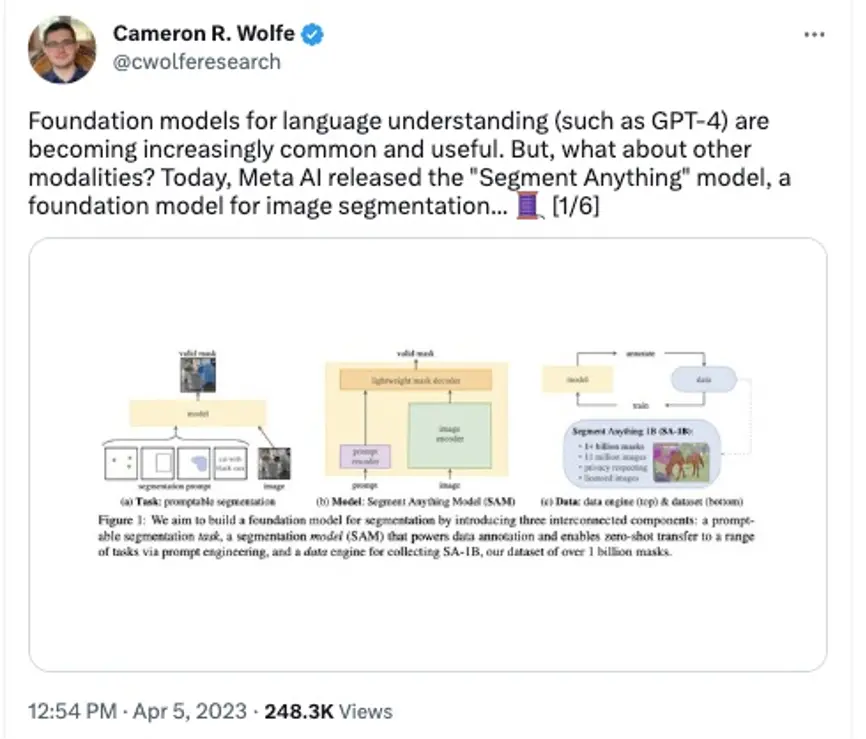 Cameron R. Wolfe
@cwolferesearch
Foundation models for language understanding (such as GPT-4) are
becoming increasingly common and useful. But, what about other
modalities? Today, Meta AI released the "Segment Anything" model, a
foundation model for image segmentation... 🧵 [1/6]
valid mask
model
cat with
black ears
segmentation prompt
image
(a) Task: promptable segmentation
valid mask
lightweight mask decoder
image
encoder
prompt
encoder
prompt
image
(b) Model: Segment Anything Model (SAM)
annotate
model
data
train
Segment Anything 1B (SA-1B):
• 1+ billion masks
• 11 million images
• privacy respecting
• licensed images
(c) Data: data engine (top) & dataset (bottom)
Figure 1: We aim to build a foundation model for segmentation by introducing three interconnected components: a prompt-
able segmentation task, a segmentation model (SAM) that powers data annotation and enables zero-shot transfer to a range
of tasks via prompt engineering, and a data engine for collecting SA-1B, our dataset of over 1 billion masks.
12:54 PM · Apr 5, 2023 · 248.3K Views